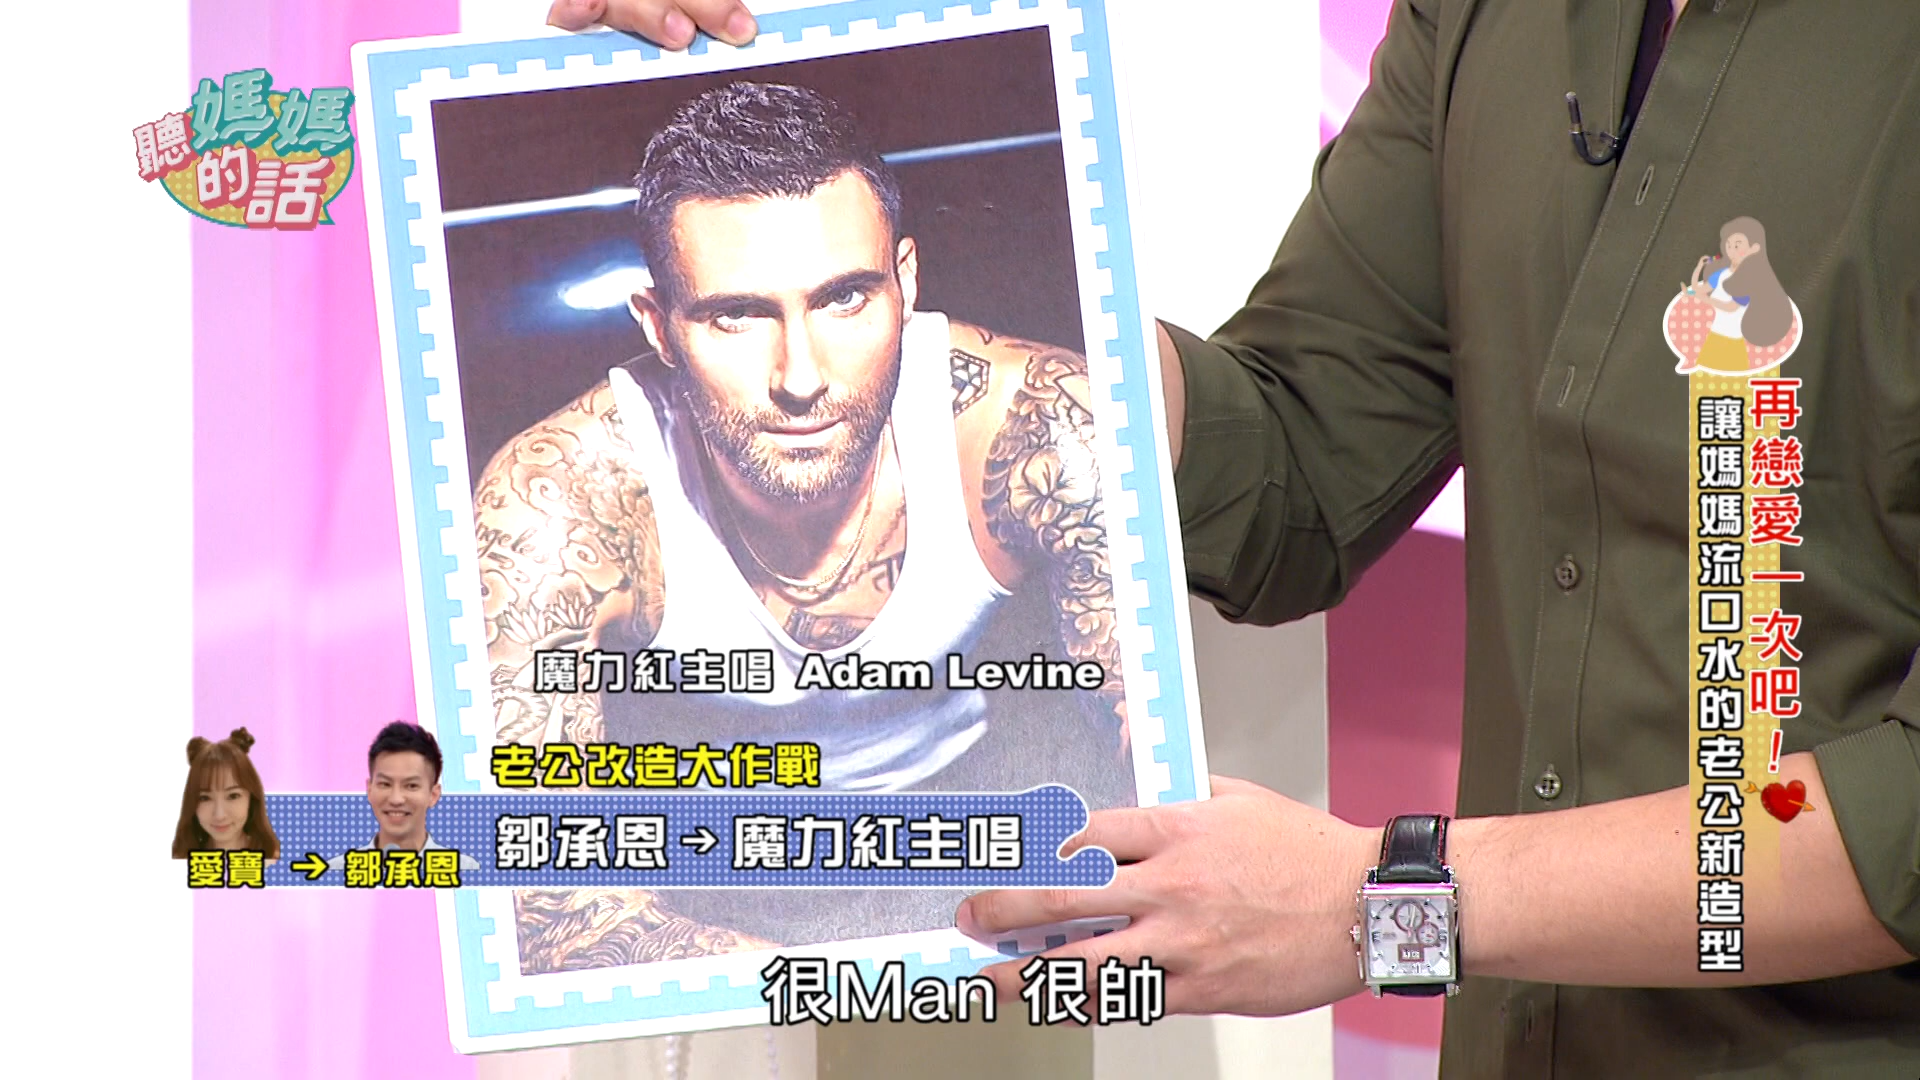 聽媽媽
的話
魔力紅主唱 Adam Levine
老公改造大作戰
鄒承恩→魔力紅主唱
愛寶 → 鄒承恩
很Man 很帥
再戀愛一次吧!
讓媽媽流口水的老公新造型